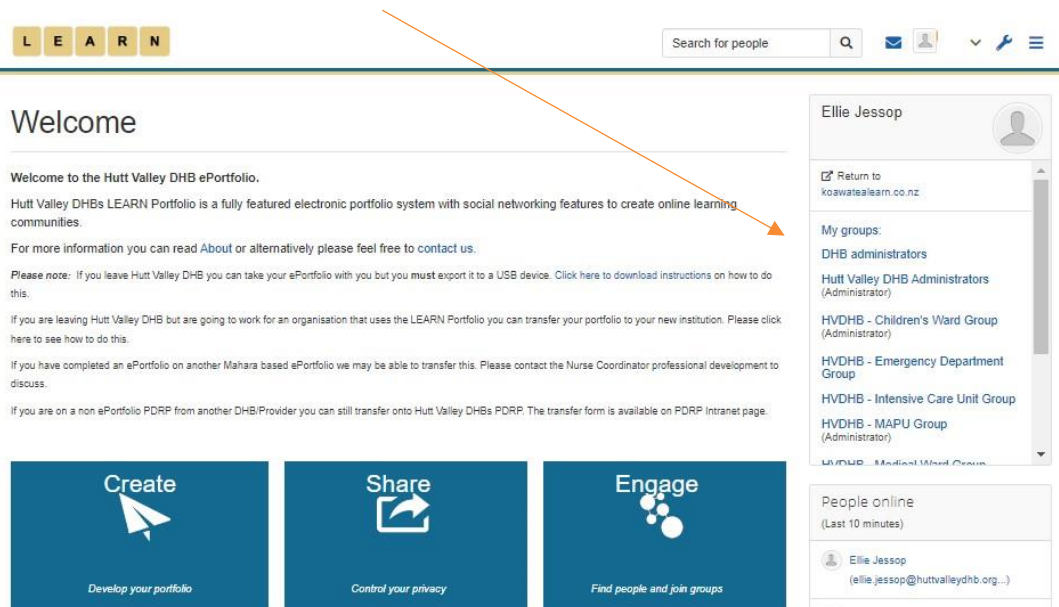 L E A R N
Search for people
Welcome
Welcome to the Hutt Valley DHB ePortfolio.
Hutt Valley DHBs LEARN Portfolio is a fully featured electronic portfolio system with social networking features to create online learning
communities.
For more information you can read About or alternatively please feel free to contact us.
Please note: If you leave Hutt Valley DHB you can take your ePortfolio with you but you must export it to a USB device. Click here to download instructions on how to do
this.
If you are leaving Hutt Valley DHB but are going to work for an organisation that uses the LEARN Portfolio you can transfer your portfolio to your new institution. Please click
here to see how to do this.
If you have completed an ePortfolio on another Mahara based ePortfolio we may be able to transfer this. Please contact the Nurse Coordinator professional development to
discuss.
If you are on a non ePortfolio PDRP from another DHB/Provider you can still transfer onto Hutt Valley DHBs PDRP. The transfer form is available on PDRP Intranet page.
Create
Develop your portfolio
Share
Control your privacy
Engage
Find people and join groups
Ellie Jessop
Return to
koawatealearn.co.nz
My groups:
DHB administrators
Hutt Valley DHB Administrators
(Administrator)
HVDHB - Children's Ward Group
(Administrator)
HVDHB - Emergency Department
Group
HVDHB - Intensive Care Unit Group
HVDHB - MAPU Group
(Administrator)
HVDHB - Medical Ward Group
People online
(Last 10 minutes)
Ellie Jessop
(ellie.jessop@huttvalleydhb.org...)